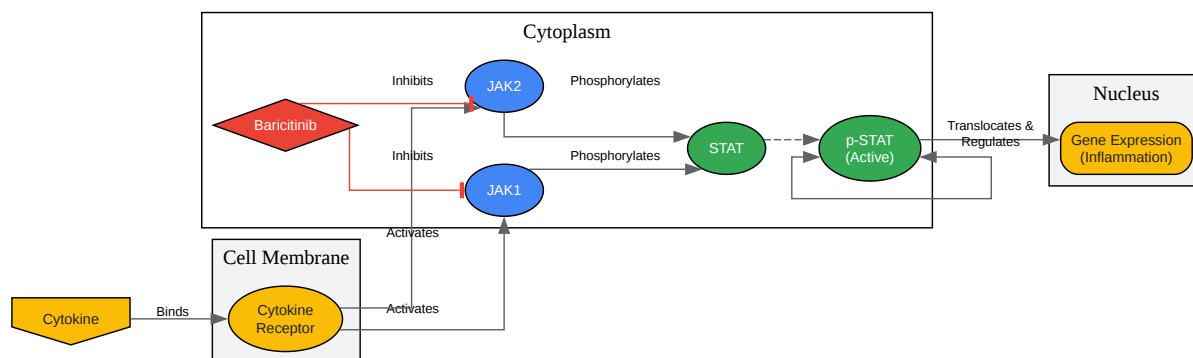 Cytoplasm
Inhibits
JAK2
Phosphorylates
Baricitinib
Inhibits
JAK1
Phosphorylates
STAT
p-STAT
(Active)
Translocates &
Regulates
Nucleus
Gene Expression
(Inflammation)
Activates
Cell Membrane
Cytokine
Binds
Cytokine
Receptor
Activates